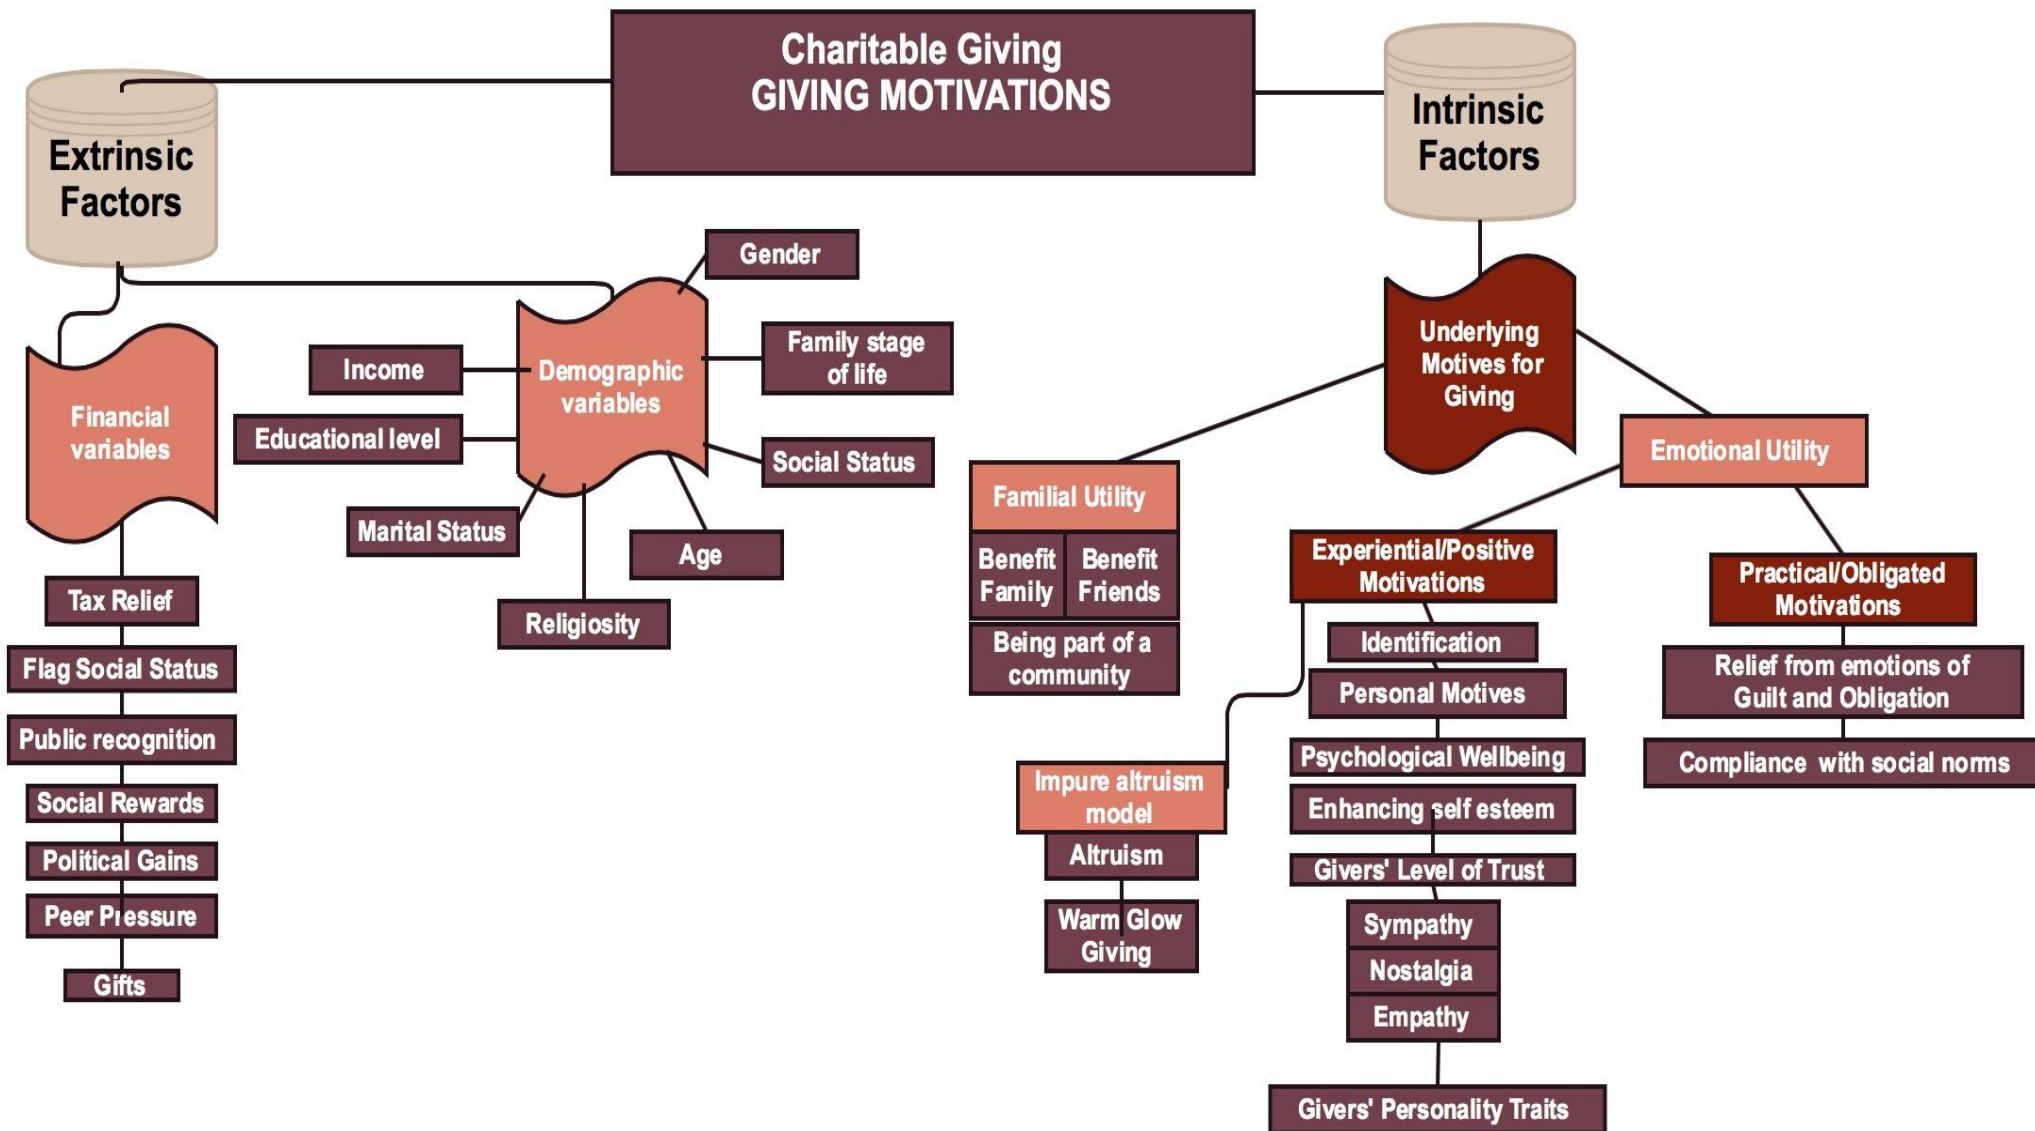 Charitable Giving
GIVING MOTIVATIONS
Extrinsic
Factors
Intrinsic
Factors
Financial
variables
Tax Relief
Flag Social Status
Public recognition
Social Rewards
Political Gains
Peer Pressure
Gifts
Demographic
variables
Gender
Family stage
of life
Income
Educational level
Social Status
Marital Status
Age
Religiosity
Underlying
Motives for
Giving
Familial Utility
Benefit
Family
Benefit
Friends
Being part of a
community
Emotional Utility
Experiential/Positive
Motivations
Identification
Personal Motives
Psychological Wellbeing
Enhancing self esteem
Givers' Level of Trust
Sympathy
Nostalgia
Empathy
Givers' Personality Traits
Impure altruism
model
Altruism
Warm Glow
Giving
Practical/Obligated
Motivations
Relief from emotions of
Guilt and Obligation
Compliance with social norms